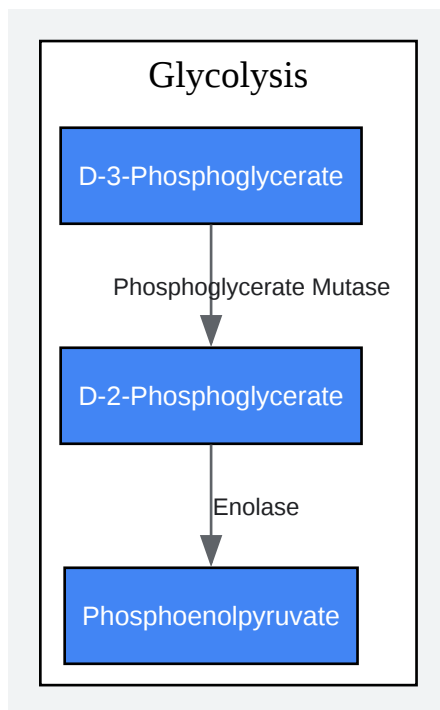 Glycolysis
D-3-Phosphoglycerate
Phosphoglycerate Mutase
D-2-Phosphoglycerate
Enolase
Phosphoenolpyruvate